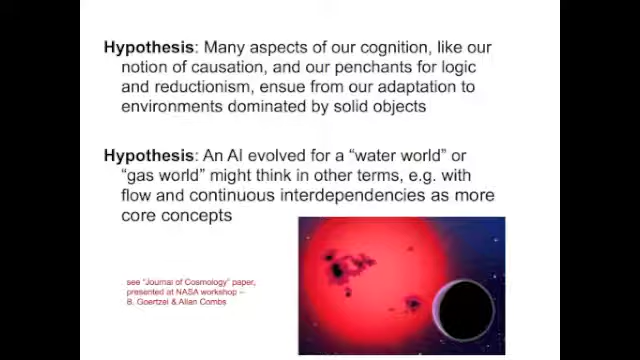 Hypothesis: Many aspects of our cognition, like our
notion of causation, and our penchants for logic
and reductionism, ensue from our adaptation to
environments dominated by solid objects
Hypothesis: An AI evolved for a “water world” or
“gas world” might think in other terms, e.g. with
flow and continuous interdependencies as more
core concepts
see “Journal of Cosmology” paper,
presented at NASA workshop –
B. Goertzel & Allan Combs